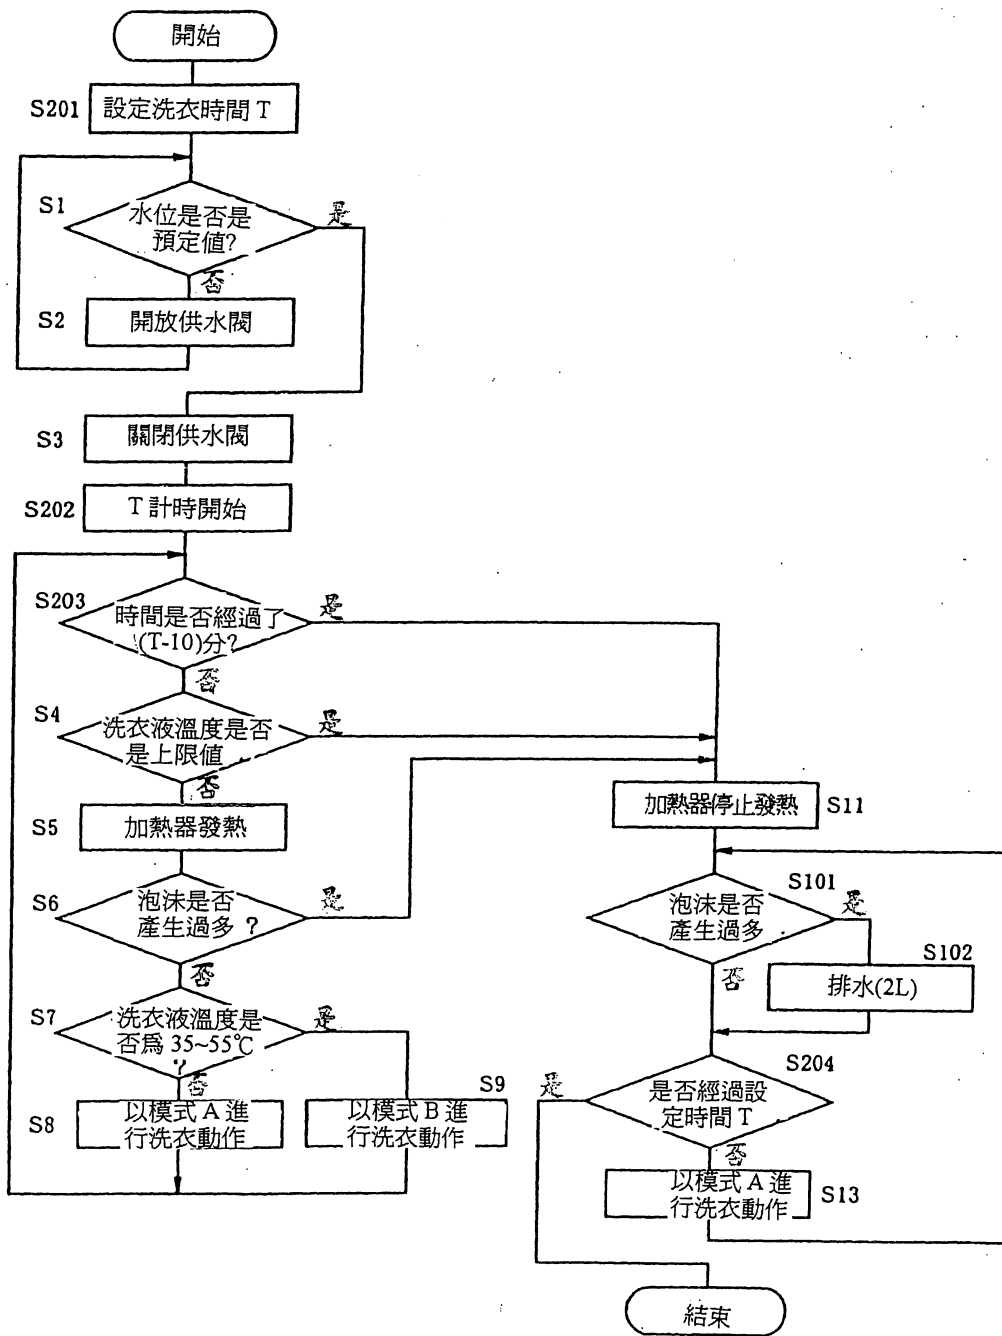 開始
S201
設定洗衣時間 T
S1
水位是否是
預定値?
是
否
S2
開放供水閥
S3
關閉供水閥
S202
T 計時開始
S203
時間是否經過了
(T-10)分?
是
否
S4
洗衣液溫度是否
是上限値
是
否
S5
加熱器發熱
S6
泡沫是否
產生過多 ?
是
否
S7
洗衣液溫度是
否爲 35~55℃
?
是
否
S8
以模式 A 進
行洗衣動作
S9
以模式 B 進
行洗衣動作
加熱器停止發熱
S11
S101
泡沫是否
產生過多
是
否
S102
排水(2L)
S204
是否經過設
定時間 T
是
否
以模式 A 進
行洗衣動作
S13
結束